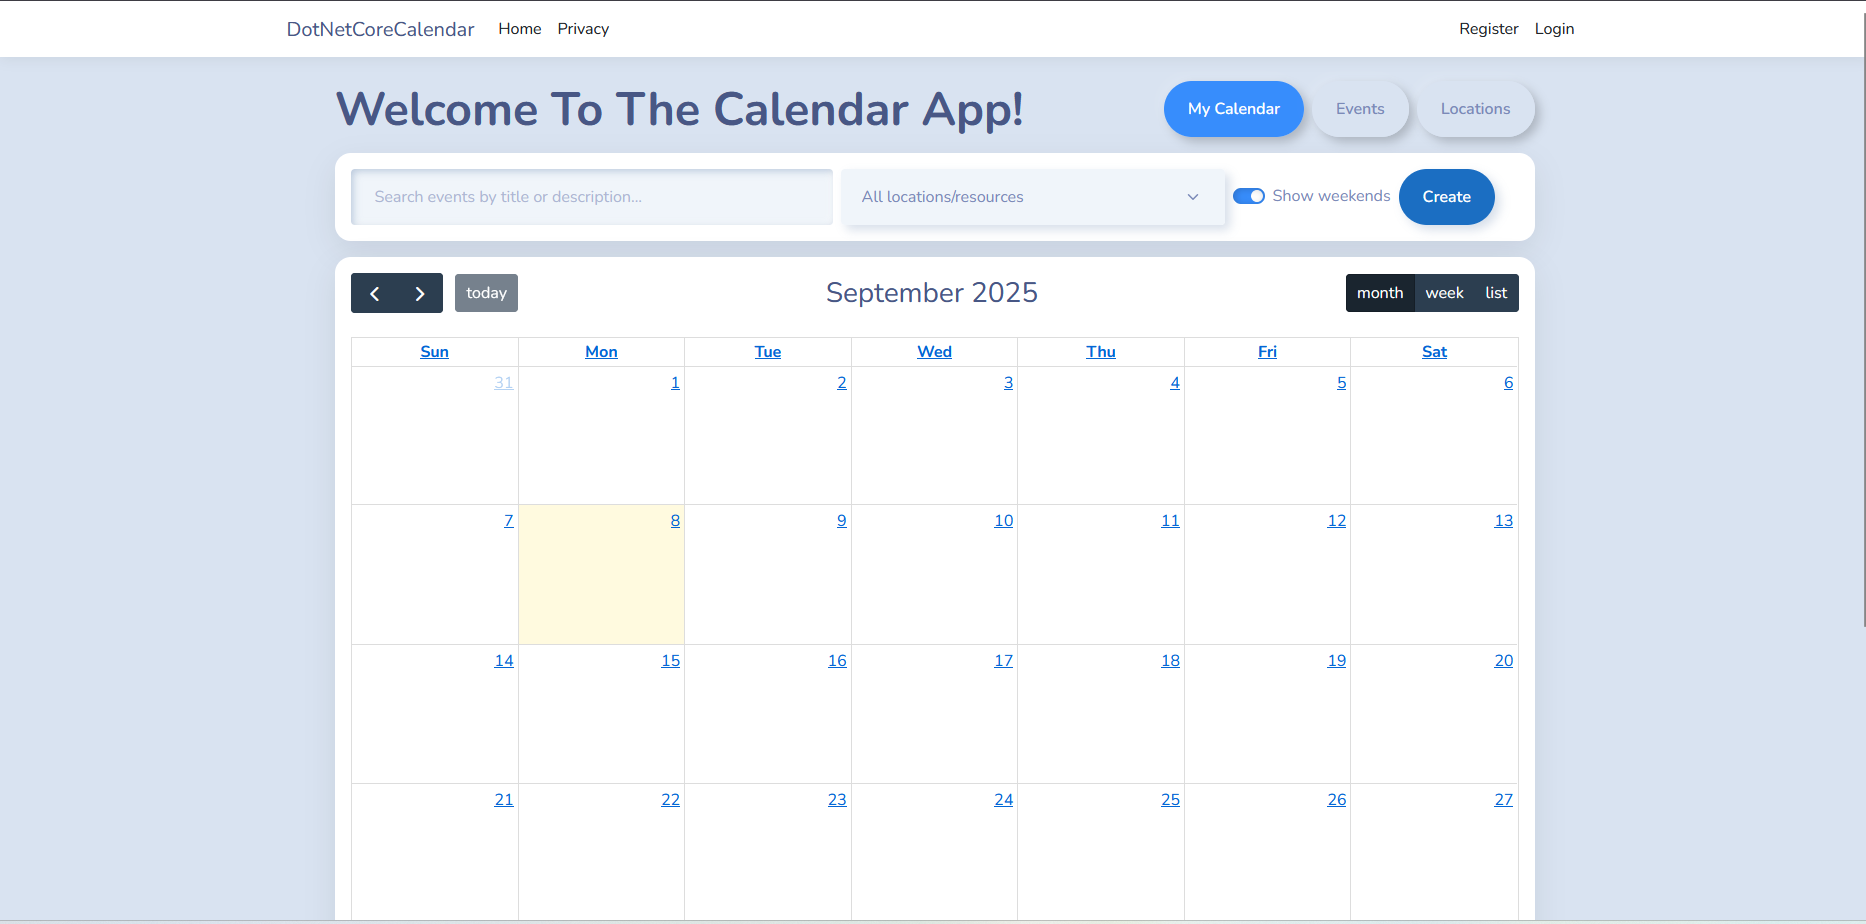 DotNetCoreCalendar Home Privacy Register Login
Welcome To The Calendar App! My Calendar Events Locations
Search events by title or description... All locations/resources Show weekends Create
today September 2025 month week list
Sun Mon Tue Wed Thu Fri Sat
31 1 2 3 4 5 6
7 8 9 10 11 12 13
14 15 16 17 18 19 20
21 22 23 24 25 26 27